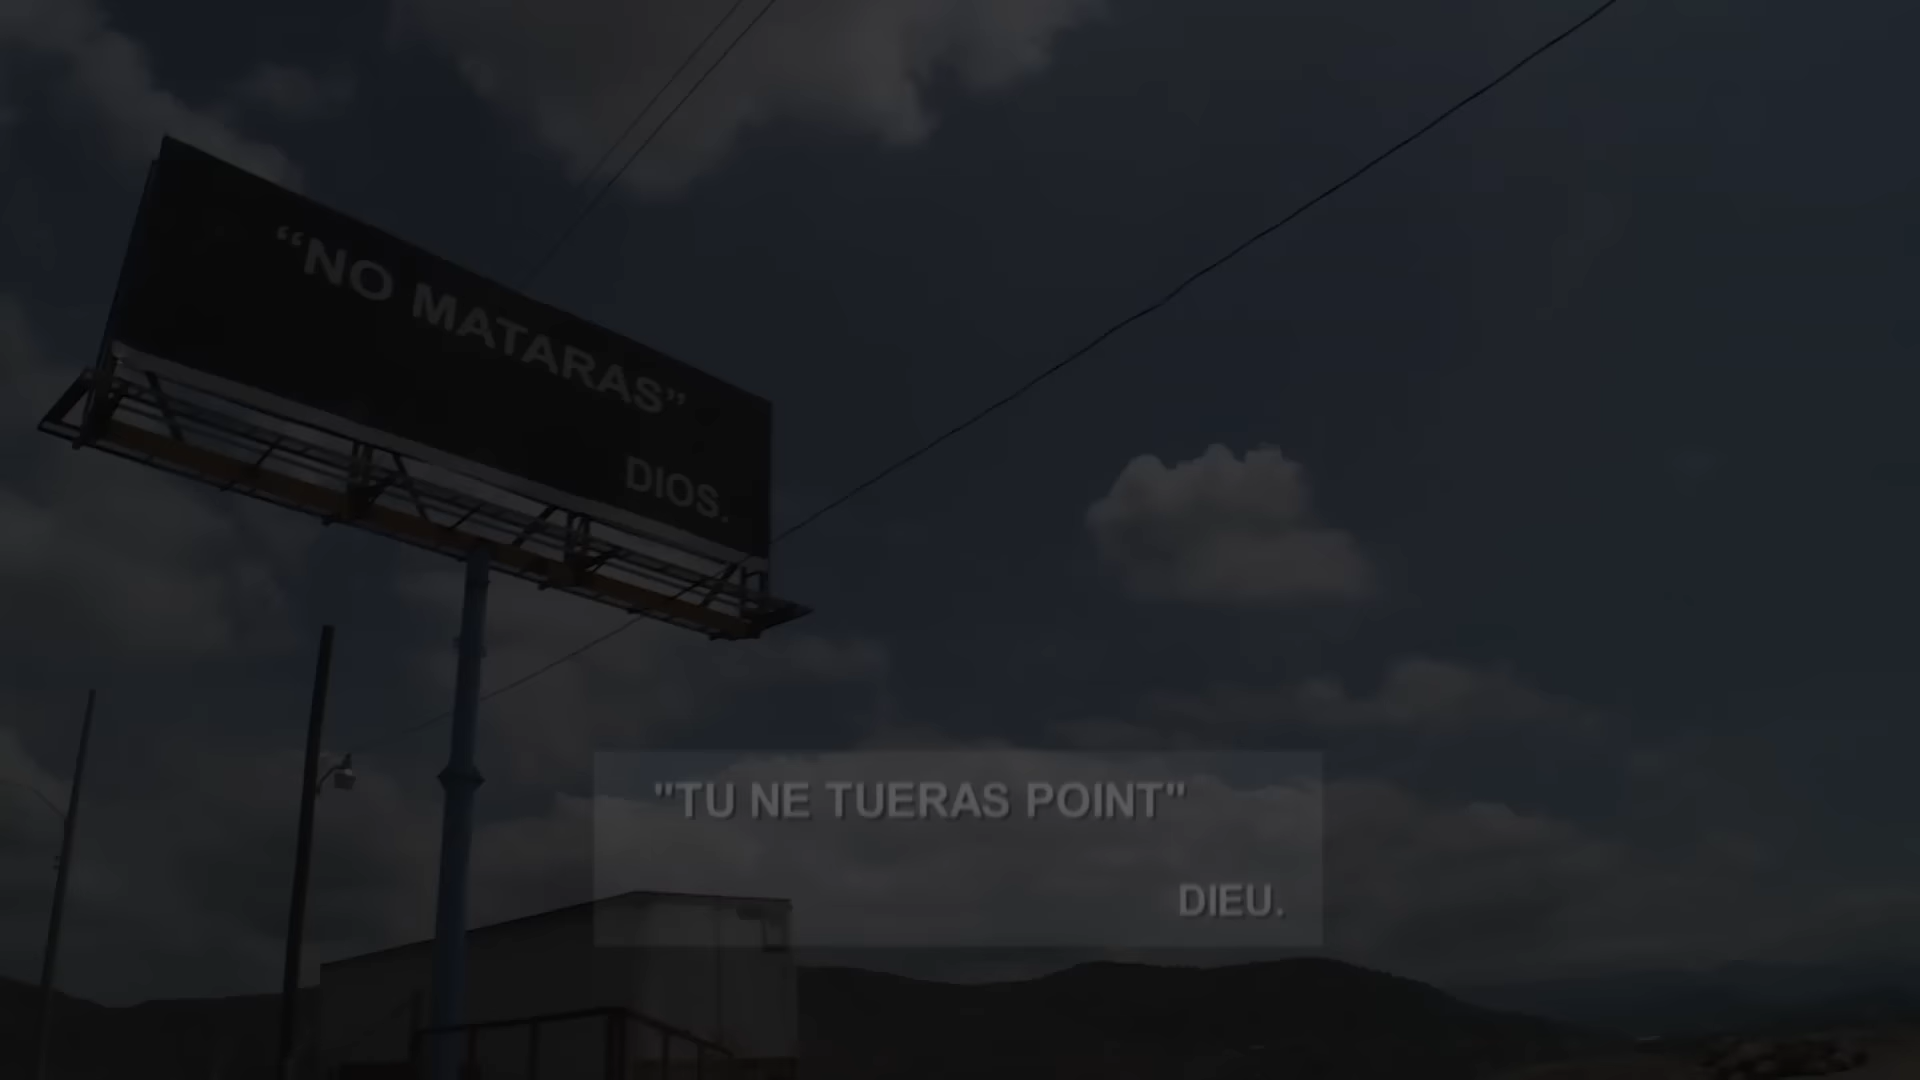 “NO MATARAS”
DIOS.
"TU NE TUERAS POINT"
DIEU.